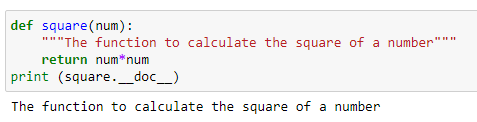 def square(num):
    """The function to calculate the square of a number"""
    return num*num
print (square.__doc__)
The function to calculate the square of a number